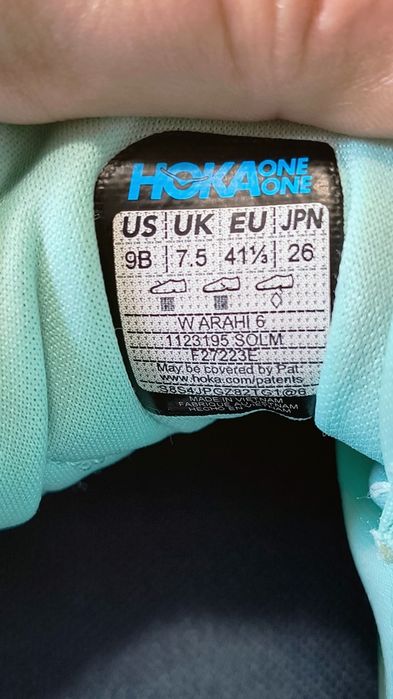 HOKA ONE ONE
US UK EU JPN
9B 7.5 41⅓ 26
W ARAHI 6
1123195 SOLM
F27223E
May be covered by Pat.
www.hoka.com/patents
MADE IN VIETNAM
FABRIQUE AU VIETNAM
HECHO EN VIETNAM